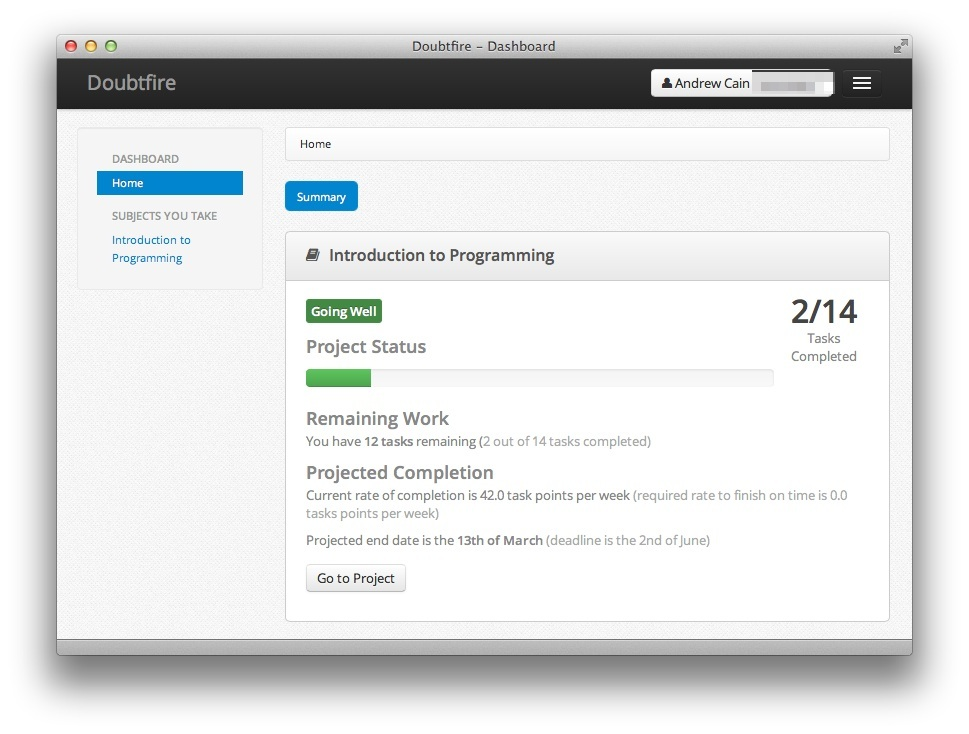 Doubtfire – Dashboard
Doubtfire
Andrew Cain
DASHBOARD
Home
SUBJECTS YOU TAKE
Introduction to
Programming
Home
Summary
Introduction to Programming
Going Well
2/14
Tasks
Completed
Project Status
Remaining Work
You have 12 tasks remaining (2 out of 14 tasks completed)
Projected Completion
Current rate of completion is 42.0 task points per week (required rate to finish on time is 0.0
tasks points per week)
Projected end date is the 13th of March (deadline is the 2nd of June)
Go to Project